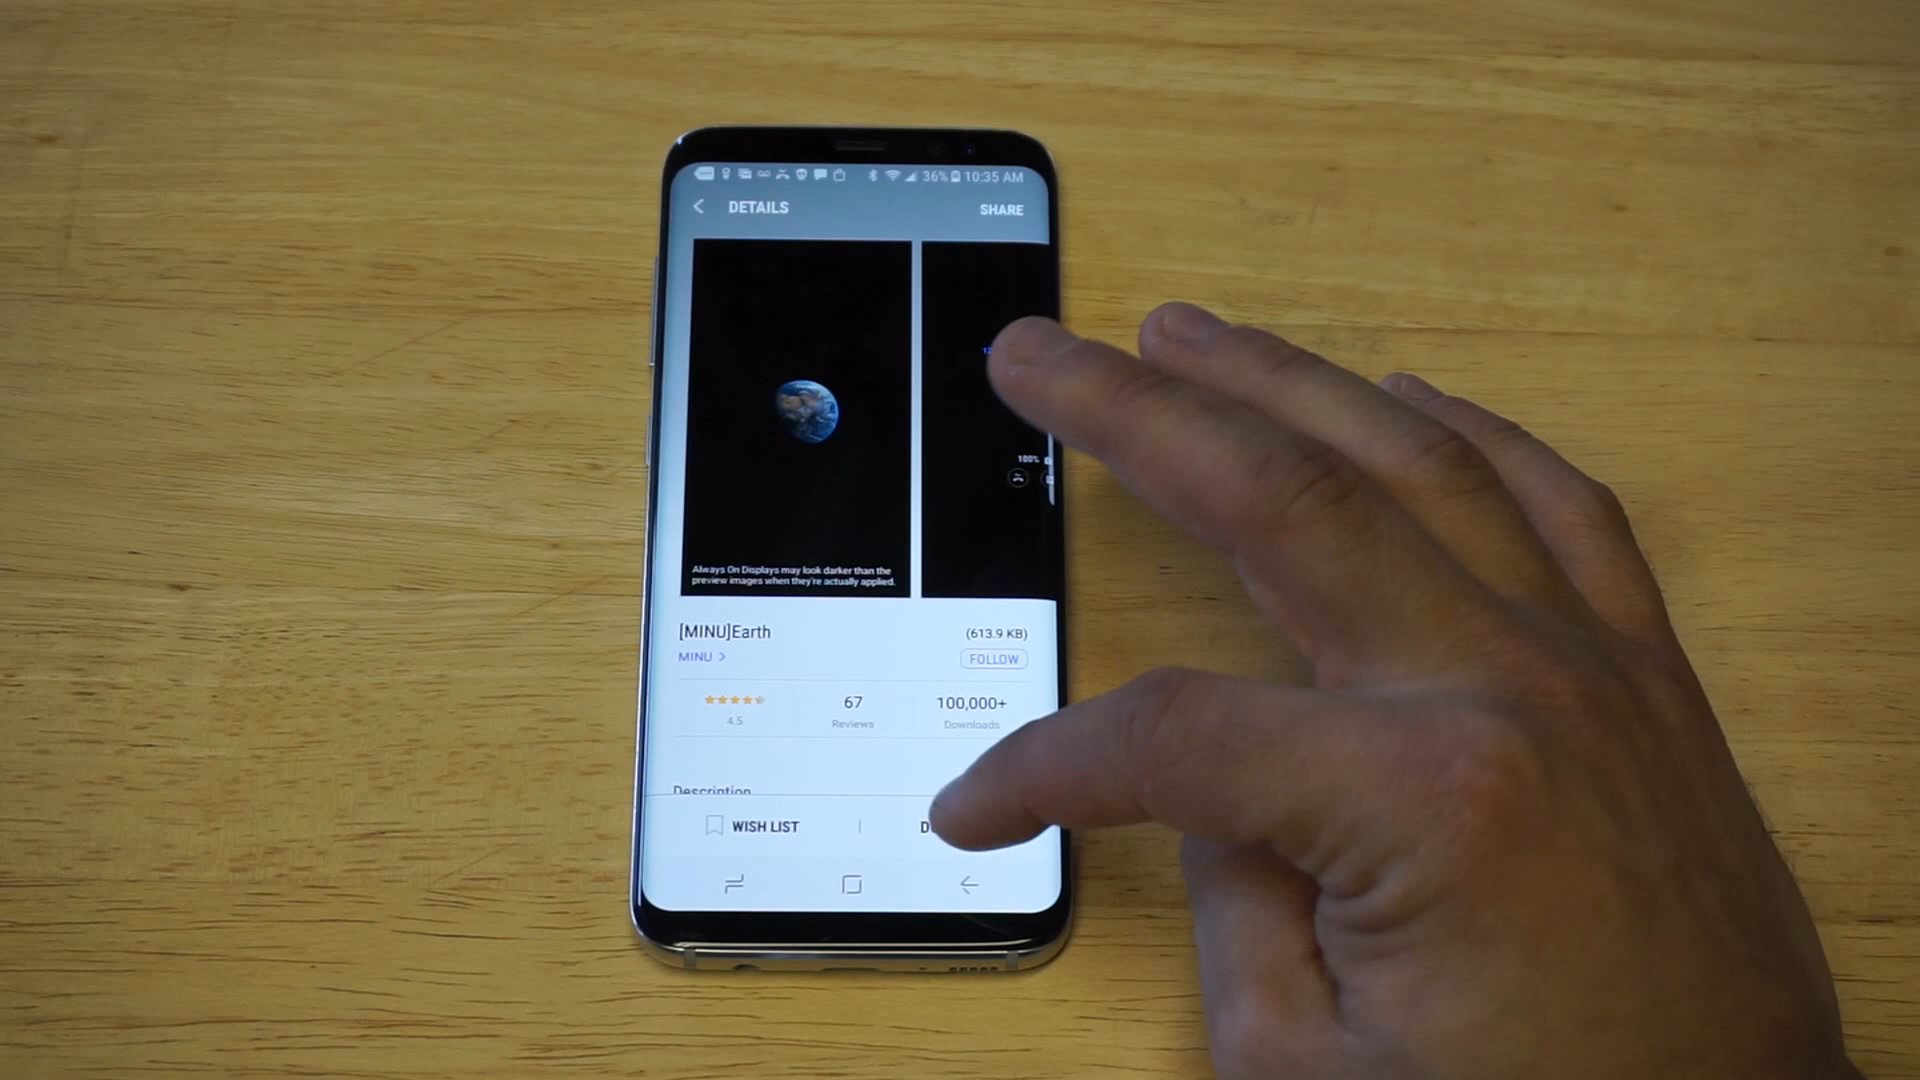 36% 10:35 AM
DETAILS SHARE
100%
Always On Displays may look darker than the
preview images when they're actually applied.
[MINU]Earth (613.9 KB)
MINU > FOLLOW
4.5 67 Reviews 100,000+ Downloads
Description
WISH LIST